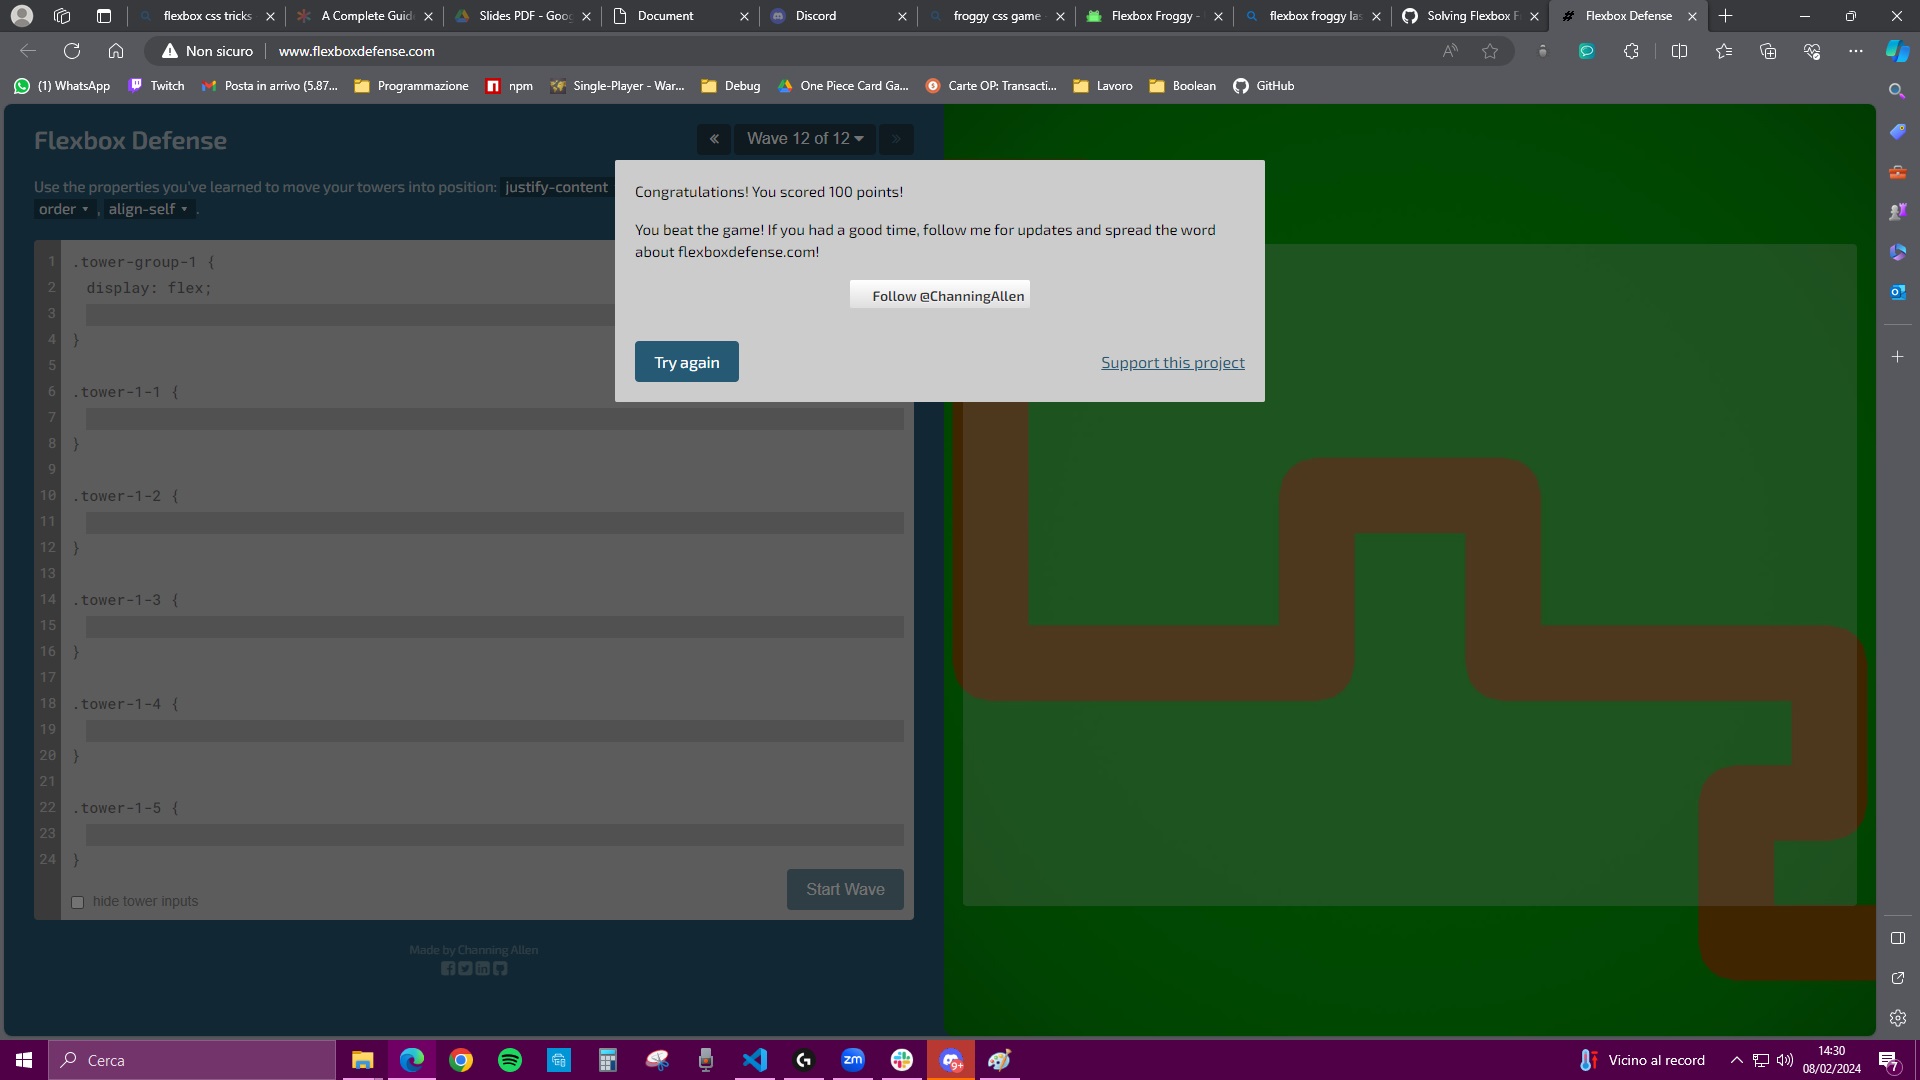 flexbox css tricks
A Complete Guid
Slides PDF - Goog
Document
Discord
froggy css game
Flexbox Froggy -
flexbox froggy las
Solving Flexbox F
Flexbox Defense
Non sicuro
www.flexboxdefense.com
(1) WhatsApp
Twitch
Posta in arrivo (5.87...
Programmazione
npm
Single-Player - War...
Debug
One Piece Card Ga...
Carte OP: Transacti...
Lavoro
Boolean
GitHub
Flexbox Defense
« Wave 12 of 12 »
Use the properties you've learned to move your towers into position: justify-content
order , align-self .
Congratulations! You scored 100 points!
You beat the game! If you had a good time, follow me for updates and spread the word
about flexboxdefense.com!
Follow @ChanningAllen
Try again
Support this project
1 .tower-group-1 {
2 display: flex;
3
4 }
5
6 .tower-1-1 {
7
8 }
9
10 .tower-1-2 {
11
12 }
13
14 .tower-1-3 {
15
16 }
17
18 .tower-1-4 {
19
20 }
21
22 .tower-1-5 {
23
24 }
hide tower inputs
Start Wave
Made by Channing Allen
Cerca
zm
9+
Vicino al record
14:30
08/02/2024
7